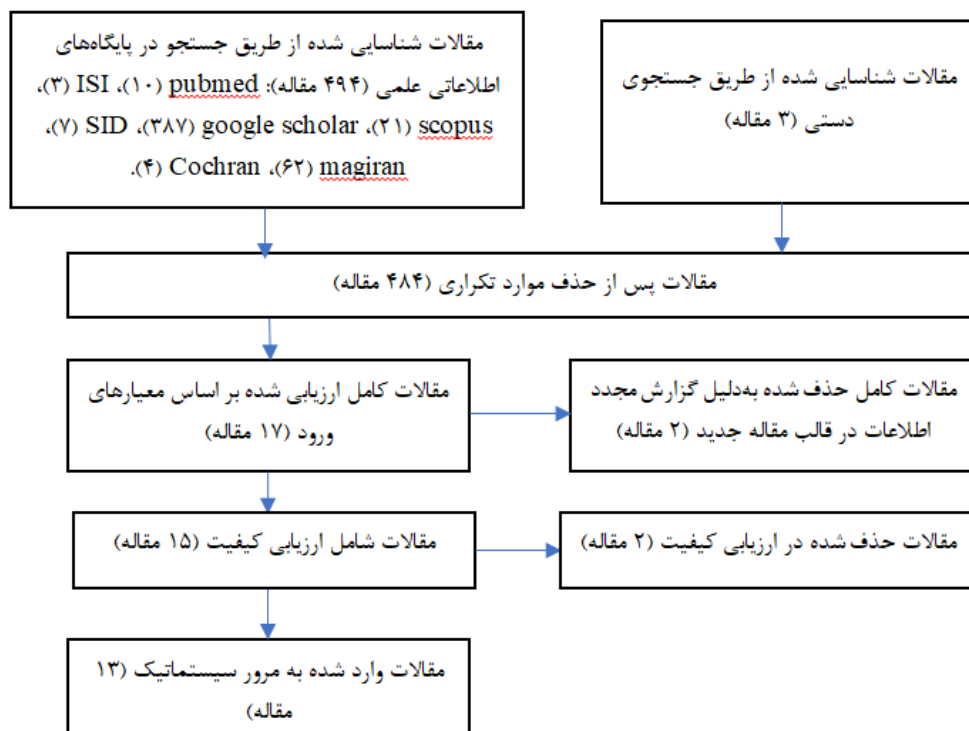 مقالات شناسایی شده از طریق جستجو در پایگاه‌های
اطلاعاتی علمی (۴۹۴ مقاله): pubmed (۱۰)، ISI (۳)،
scopus (۲۱)، google scholar (۳۸۷)، SID (۷)،
magiran (۶۲)، Cochran (۴).
مقالات شناسایی شده از طریق جستجوی
دستی (۳ مقاله)
مقالات پس از حذف موارد تکراری (۴۸۴ مقاله)
مقالات کامل ارزیابی شده بر اساس معیارهای
ورود (۱۷ مقاله)
مقالات کامل حذف شده به‌دلیل گزارش مجدد
اطلاعات در قالب مقاله جدید (۲ مقاله)
مقالات شامل ارزیابی کیفیت (۱۵ مقاله)
مقالات حذف شده در ارزیابی کیفیت (۲ مقاله)
مقالات وارد شده به مرور سیستماتیک (۱۳
مقاله)